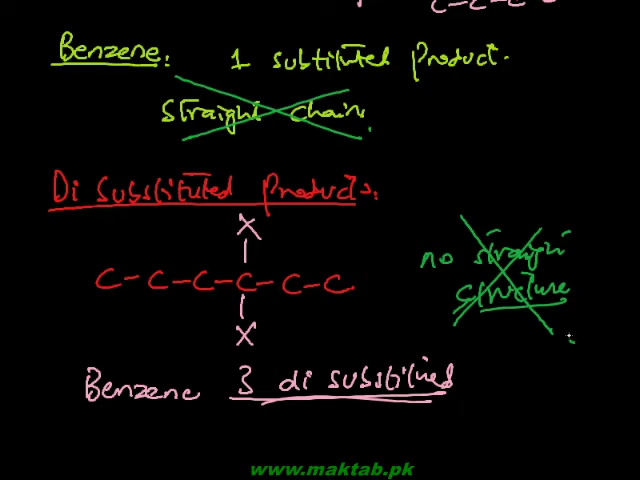 C-C-C-C
Benzene: 1 substituted Product.
Straight chain.
Di Substituted Products.
X
C-C-C-C-C-C
X
no straight
structure
Benzene 3 di substituted
www.maktab.pk